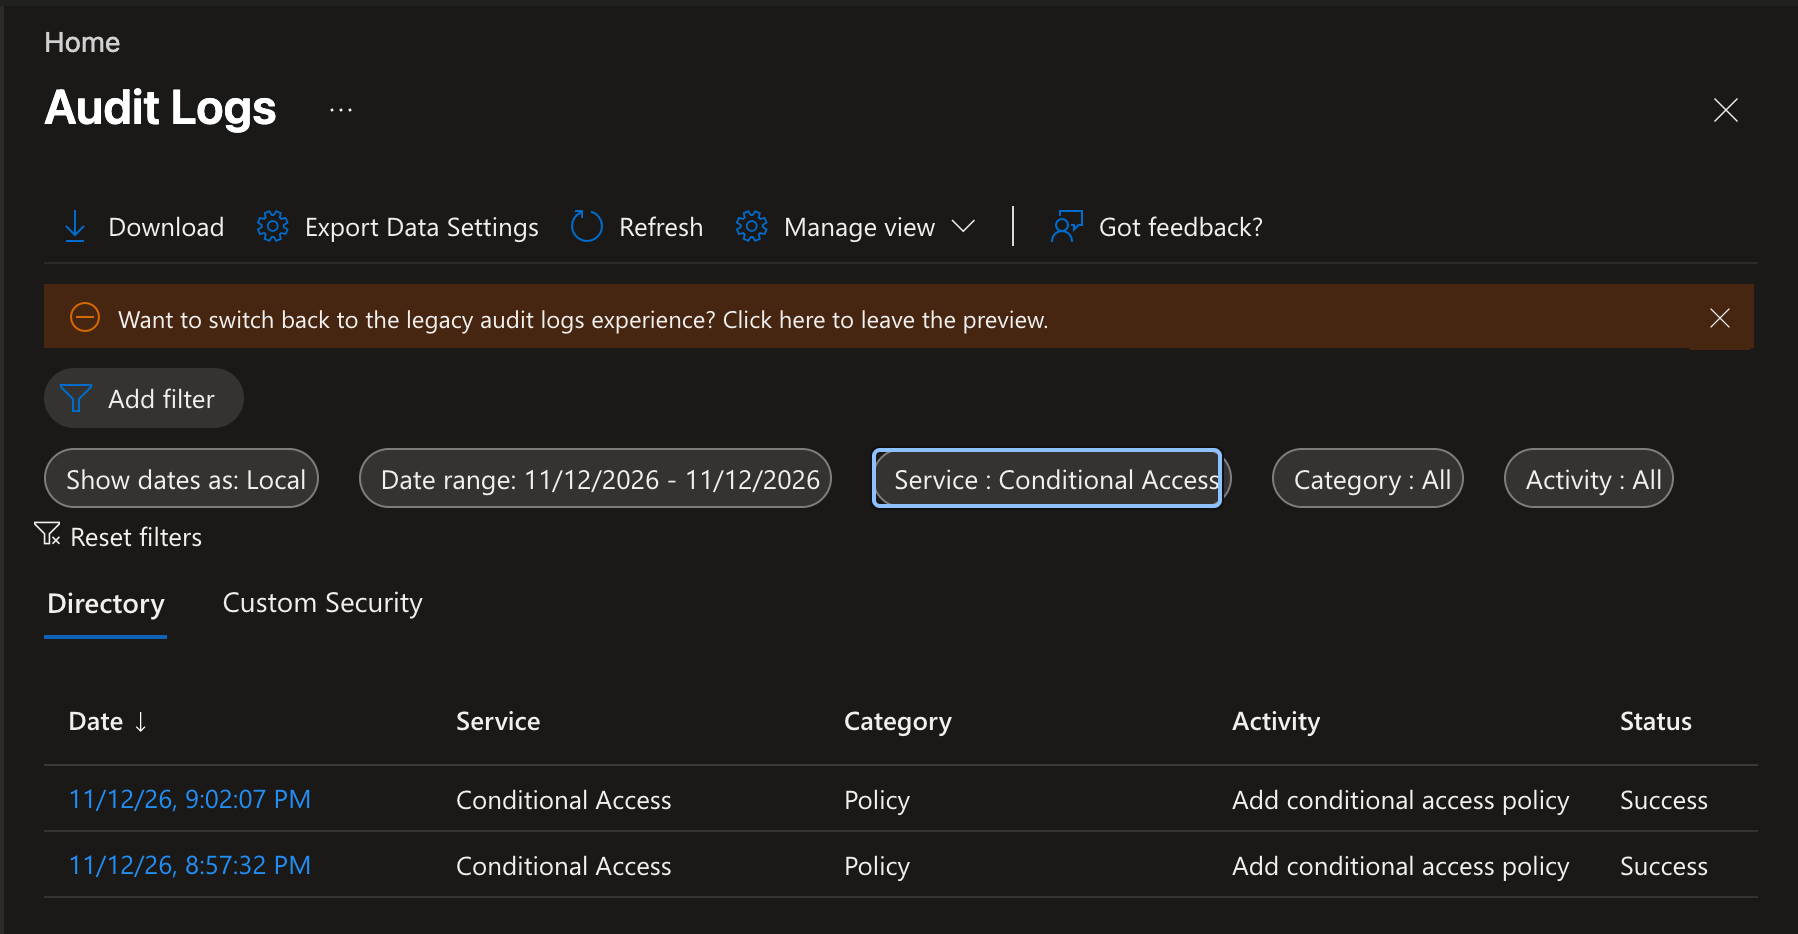 Home
Audit Logs ...
Download Export Data Settings Refresh Manage view Got feedback?
Want to switch back to the legacy audit logs experience? Click here to leave the preview.
Add filter
Show dates as: Local Date range: 11/12/2026 - 11/12/2026 Service : Conditional Access Category : All Activity : All
Reset filters
Directory Custom Security
Date ↓ Service Category Activity Status
11/12/26, 9:02:07 PM Conditional Access Policy Add conditional access policy Success
11/12/26, 8:57:32 PM Conditional Access Policy Add conditional access policy Success